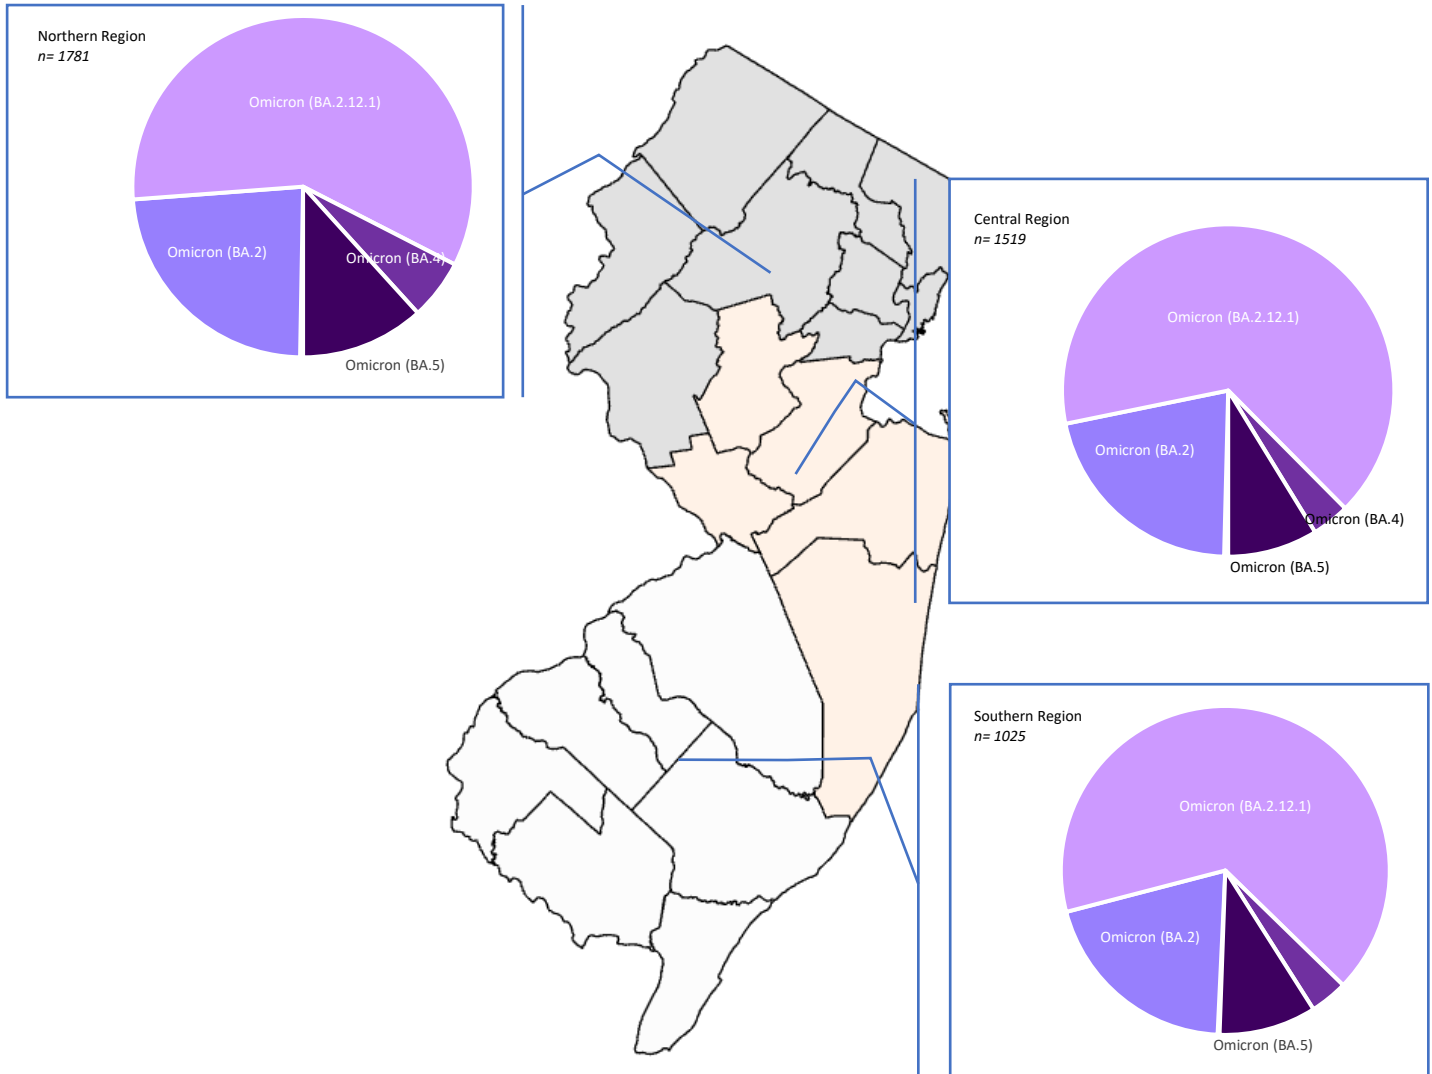 Northern Region
n= 1781
Omicron (BA.2.12.1)
Omicron (BA.2)
Omicron (BA.4)
Omicron (BA.5)
Central Region
n= 1519
Omicron (BA.2.12.1)
Omicron (BA.2)
Omicron (BA.4)
Omicron (BA.5)
Southern Region
n= 1025
Omicron (BA.2.12.1)
Omicron (BA.2)
Omicron (BA.5)